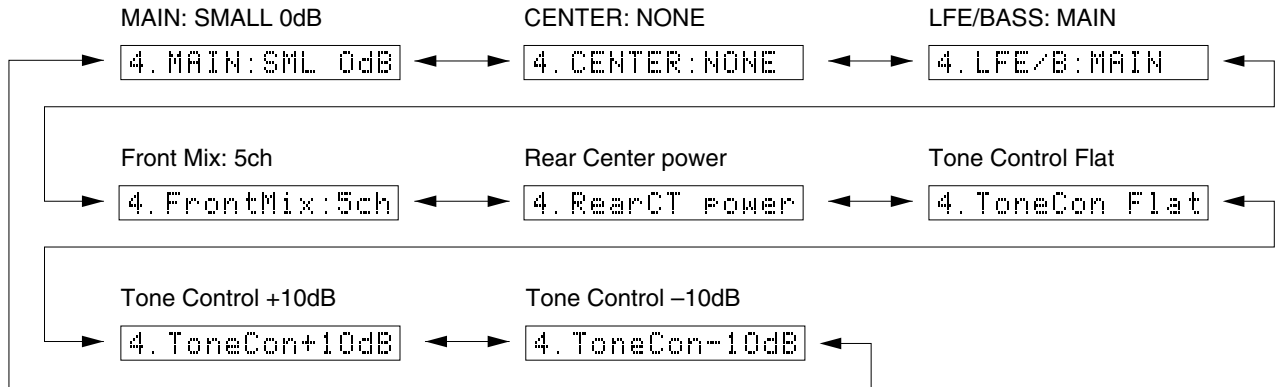 MAIN: SMALL 0dB CENTER: NONE LFE/BASS: MAIN
4. MAIN:SML 0dB 4. CENTER:NONE 4. LFE/B:MAIN
Front Mix: 5ch Rear Center power Tone Control Flat
4. FrontMix:5ch 4. RearCT power 4. ToneCon Flat
Tone Control +10dB Tone Control –10dB
4. ToneCon+10dB 4. ToneCon-10dB